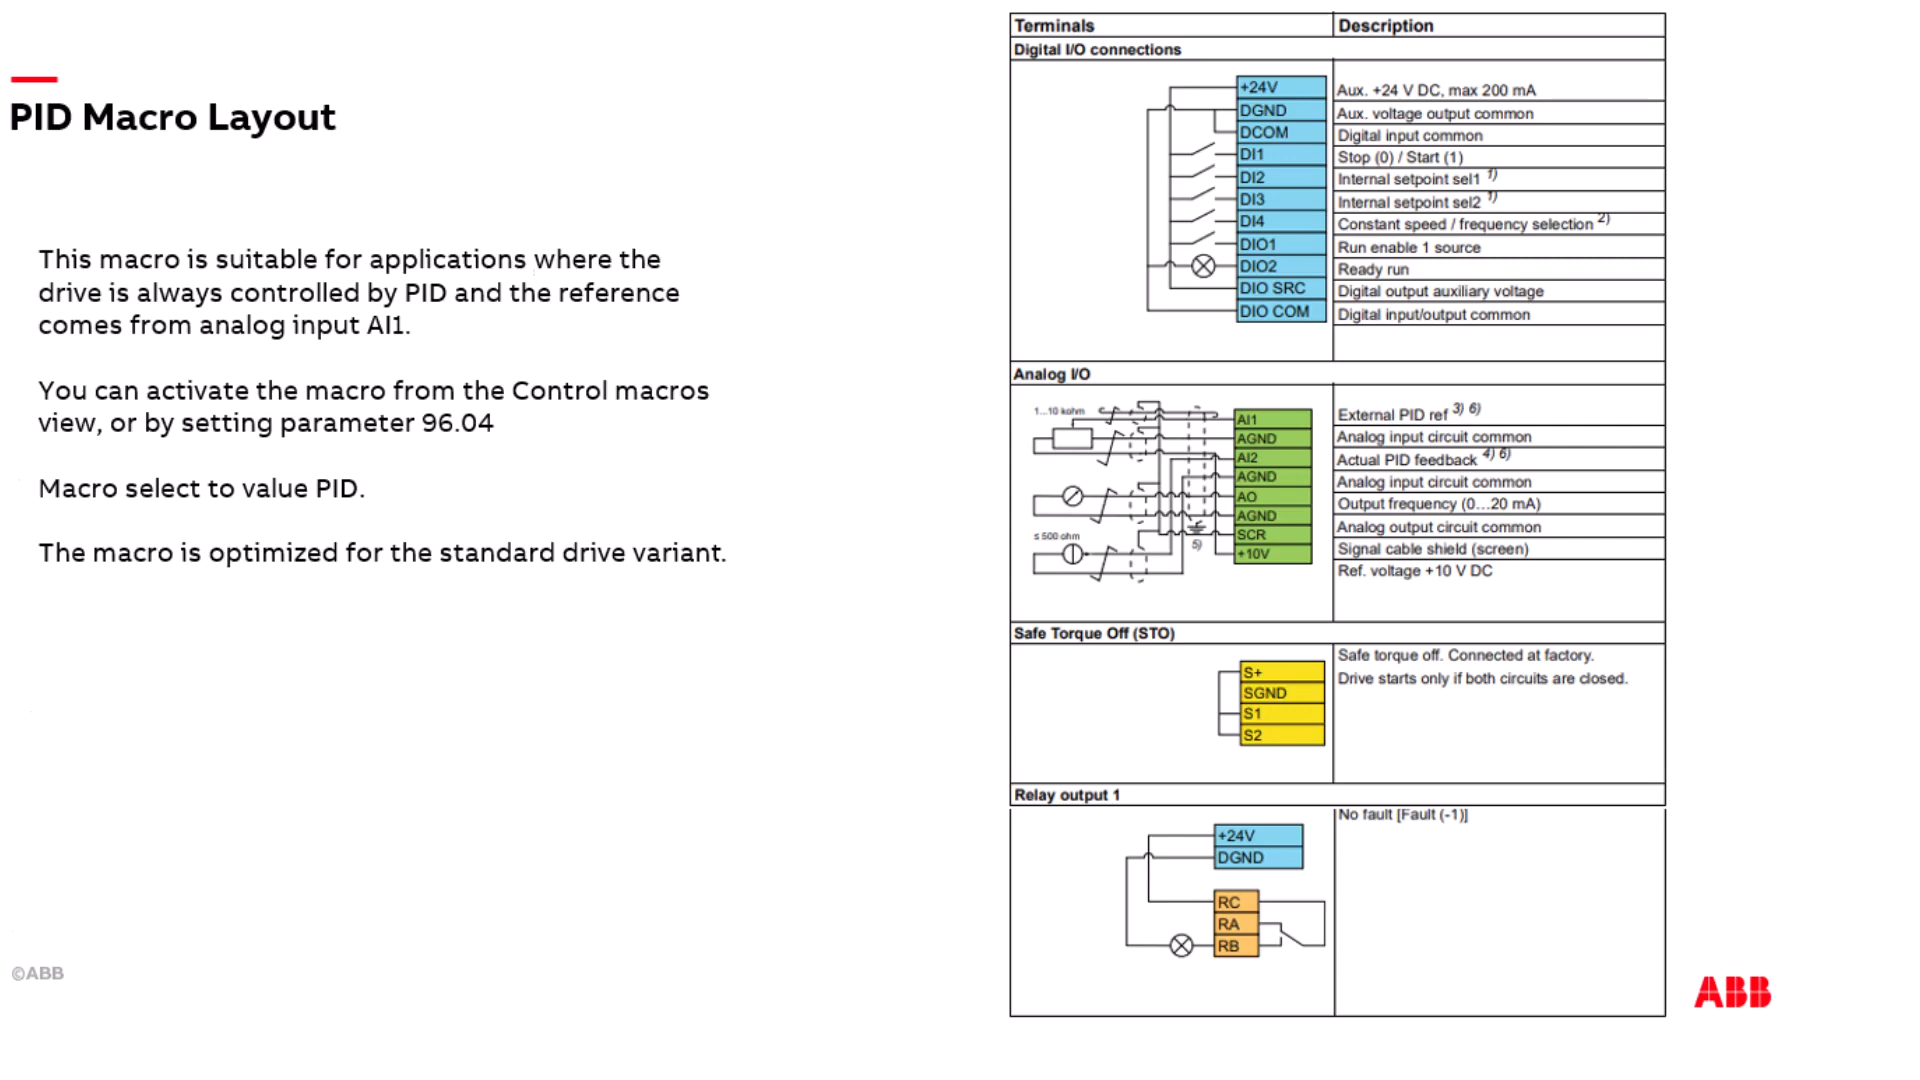 PID Macro Layout
This macro is suitable for applications where the
drive is always controlled by PID and the reference
comes from analog input AI1.
You can activate the macro from the Control macros
view, or by setting parameter 96.04
Macro select to value PID.
The macro is optimized for the standard drive variant.
©ABB
Terminals Description
Digital I/O connections
+24V Aux. +24 V DC, max 200 mA
DGND Aux. voltage output common
DCOM Digital input common
DI1 Stop (0) / Start (1)
DI2 Internal setpoint sel1 1)
DI3 Internal setpoint sel2 1)
DI4 Constant speed / frequency selection 2)
DIO1 Run enable 1 source
DIO2 Ready run
DIO SRC Digital output auxiliary voltage
DIO COM Digital input/output common
Analog I/O
1...10 kohm
AI1 External PID ref 3) 6)
AGND Analog input circuit common
AI2 Actual PID feedback 4) 6)
AGND Analog input circuit common
AO Output frequency (0...20 mA)
AGND Analog output circuit common
≤ 500 ohm
5)
SCR Signal cable shield (screen)
+10V Ref. voltage +10 V DC
Safe Torque Off (STO)
Safe torque off. Connected at factory.
Drive starts only if both circuits are closed.
S+
SGND
S1
S2
Relay output 1
No fault [Fault (-1)]
+24V
DGND
RC
RA
RB
ABB